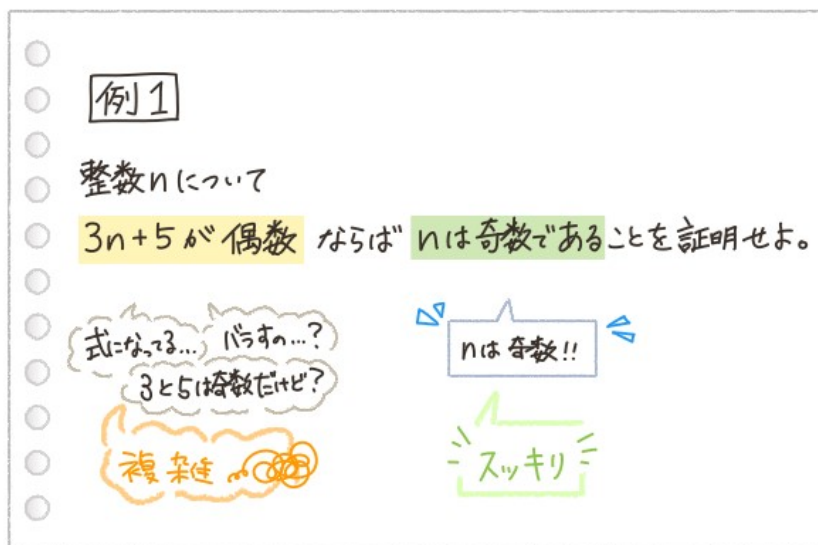 例1
整数nについて
3n+5が偶数 ならば nは奇数であることを証明せよ。
式になってる… バラすの…?
3と5は奇数だけど?
複雑
nは奇数!!
スッキリ